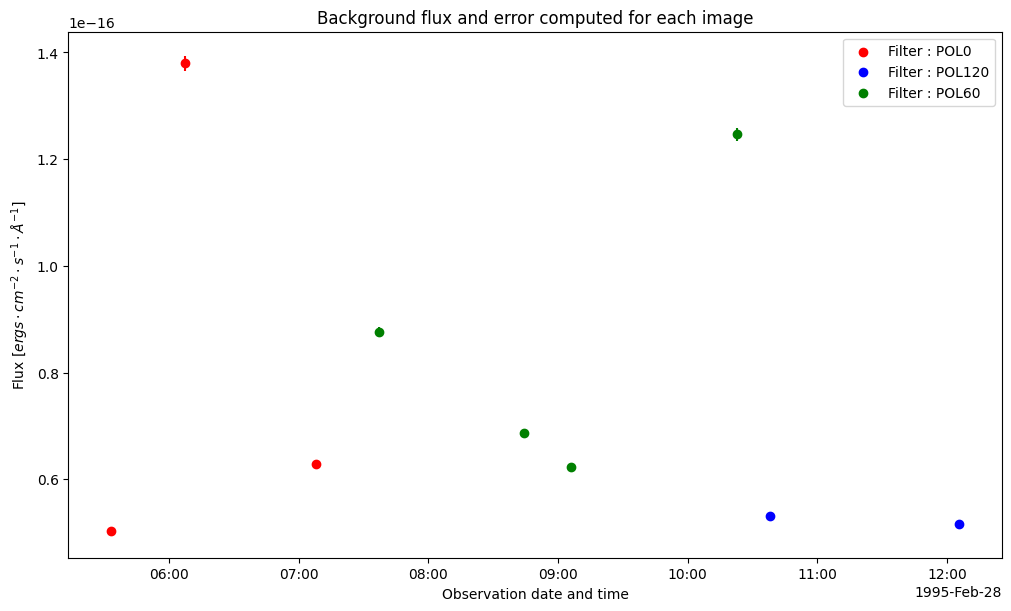 Background flux and error computed for each image
1e−16
Filter : POL0
Filter : POL120
Filter : POL60
1.4
1.2
1.0
0.8
0.6
Flux [ergs · cm⁻² · s⁻¹ · Å⁻¹]
06:00 07:00 08:00 09:00 10:00 11:00 12:00
1995-Feb-28
Observation date and time